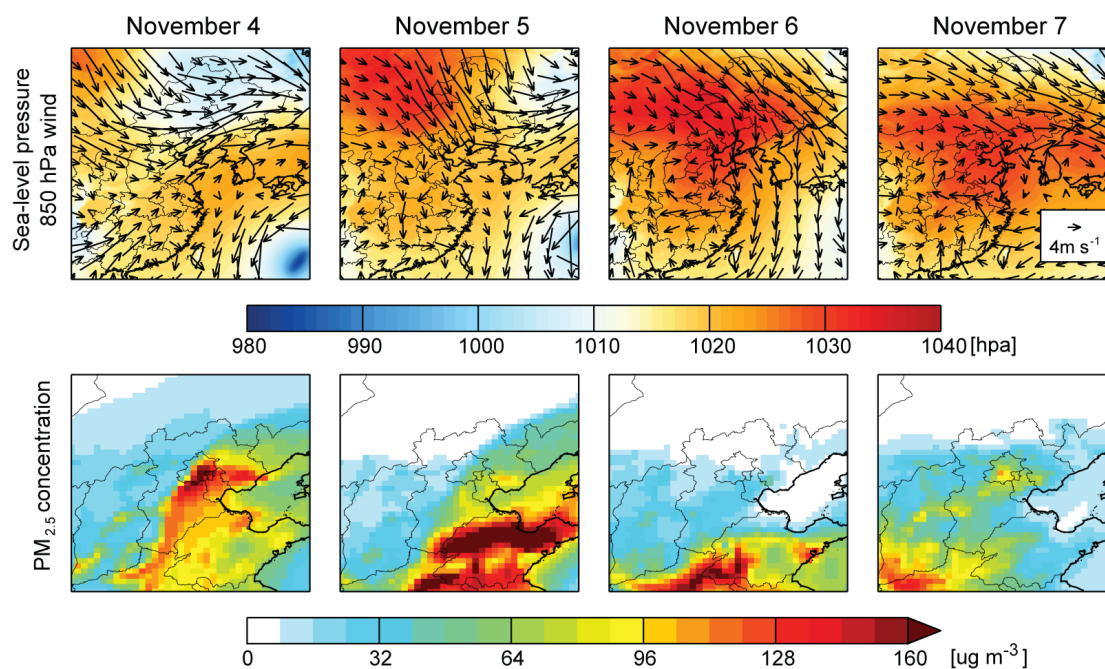 November 4
November 5
November 6
November 7
Sea-level pressure
850 hPa wind
4m s⁻¹
980
990
1000
1010
1020
1030
1040 [hpa]
PM₂.₅ concentration
0
32
64
96
128
160
[ug m⁻³]